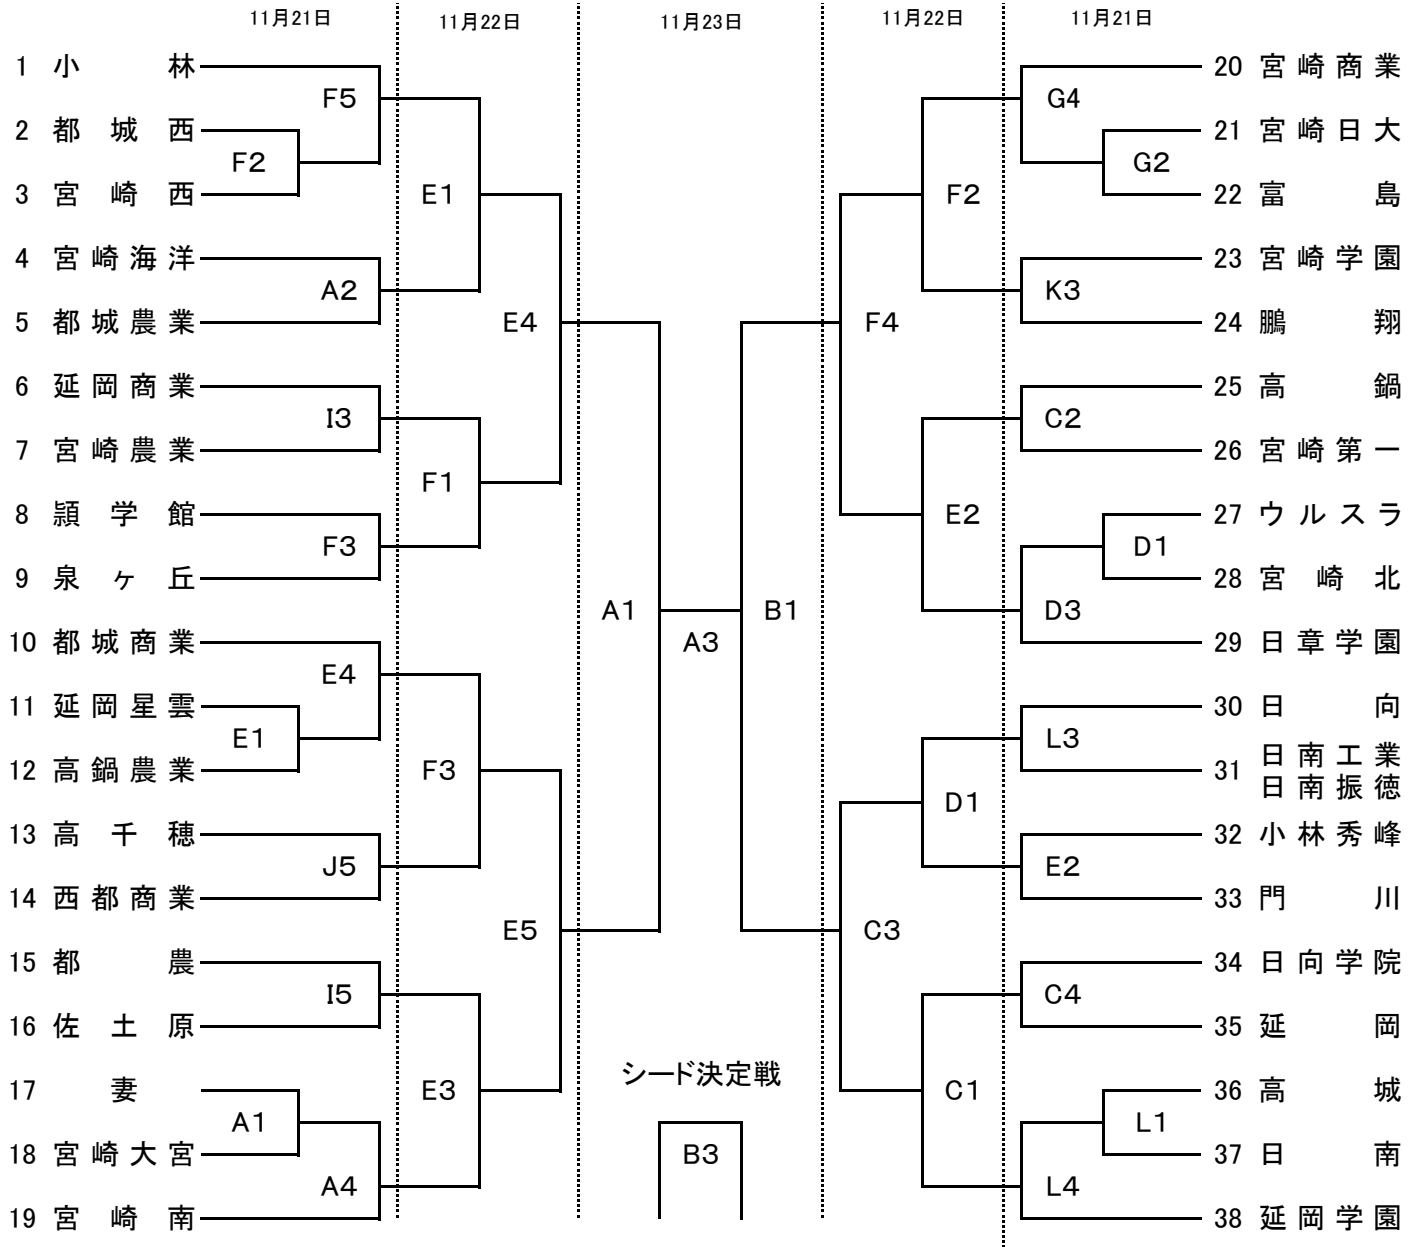 11月21日 11月22日 11月23日 11月22日 11月21日
1 小林 20 宮崎商業
F5 G4
2 都城西 21 宮崎日大
F2 G2
3 宮崎西 E1 F2 22 富島
4 宮崎海洋 23 宮崎学園
A2 K3
5 都城農業 E4 F4 24 鵬翔
6 延岡商業 25 高鍋
I3 C2
7 宮崎農業 26 宮崎第一
F1
8 頴学館 E2 27 ウルスラ
F3 D1
9 泉ヶ丘 28 宮崎北
A1 B1 D3
10 都城商業 A3 29 日章学園
E4
11 延岡星雲 30 日向
E1 L3
日南工業
12 高鍋農業 F3 31
日南振徳
D1
13 高千穂 32 小林秀峰
J5 E2
14 西都商業 33 門川
E5 C3
15 都農 34 日向学院
I5 C4
16 佐土原 35 延岡
シード決定戦
17 妻 E3 C1 36 高城
A1 L1
18 宮崎大宮 B3 37 日南
A4 L4
19 宮崎南 38 延岡学園